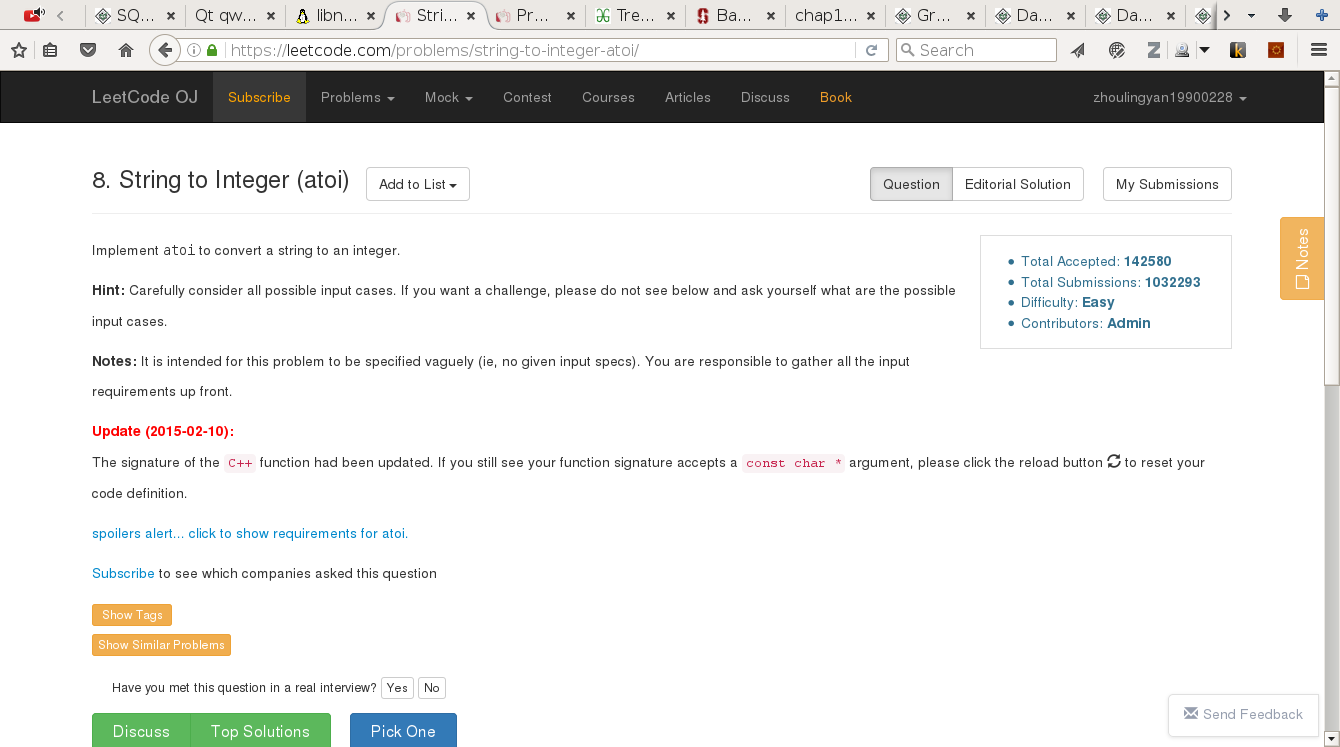 SQ... Qt qw... libn... Stri... Pr... Tre... Ba... chap1... Gr... Da... Da...
https://leetcode.com/problems/string-to-integer-atoi/ Search
LeetCode OJ Subscribe Problems Mock Contest Courses Articles Discuss Book zhoulingyan19900228
8. String to Integer (atoi) Add to List Question Editorial Solution My Submissions
Notes
Implement atoi to convert a string to an integer.
Total Accepted: 142580
Total Submissions: 1032293
Difficulty: Easy
Contributors: Admin
Hint: Carefully consider all possible input cases. If you want a challenge, please do not see below and ask yourself what are the possible
input cases.
Notes: It is intended for this problem to be specified vaguely (ie, no given input specs). You are responsible to gather all the input
requirements up front.
Update (2015-02-10):
The signature of the C++ function had been updated. If you still see your function signature accepts a const char * argument, please click the reload button to reset your
code definition.
spoilers alert... click to show requirements for atoi.
Subscribe to see which companies asked this question
Show Tags
Show Similar Problems
Have you met this question in a real interview? Yes No
Discuss Top Solutions Pick One
Send Feedback